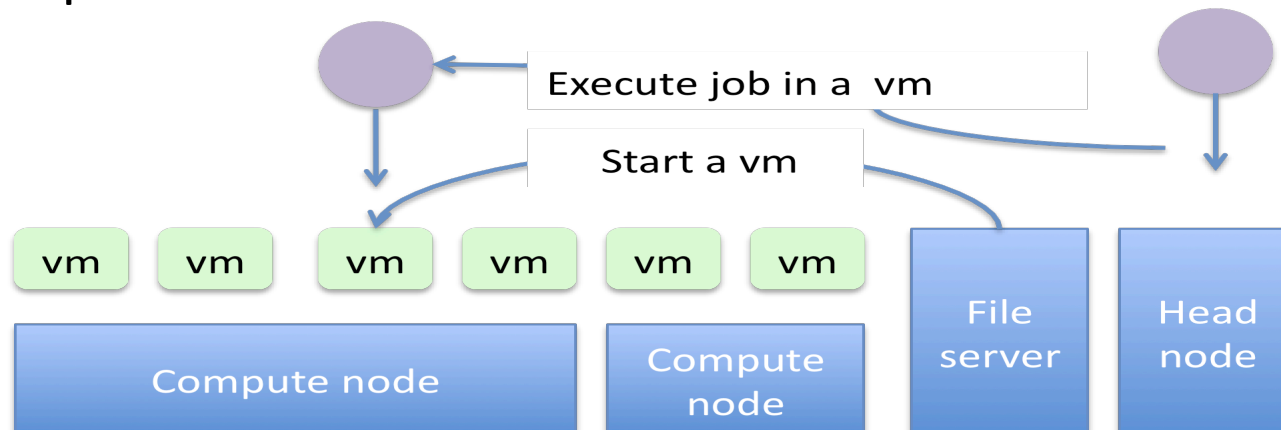 Execute job in a vm
Start a vm
vm vm vm vm vm vm
File
server
Head
node
Compute node
Compute
node